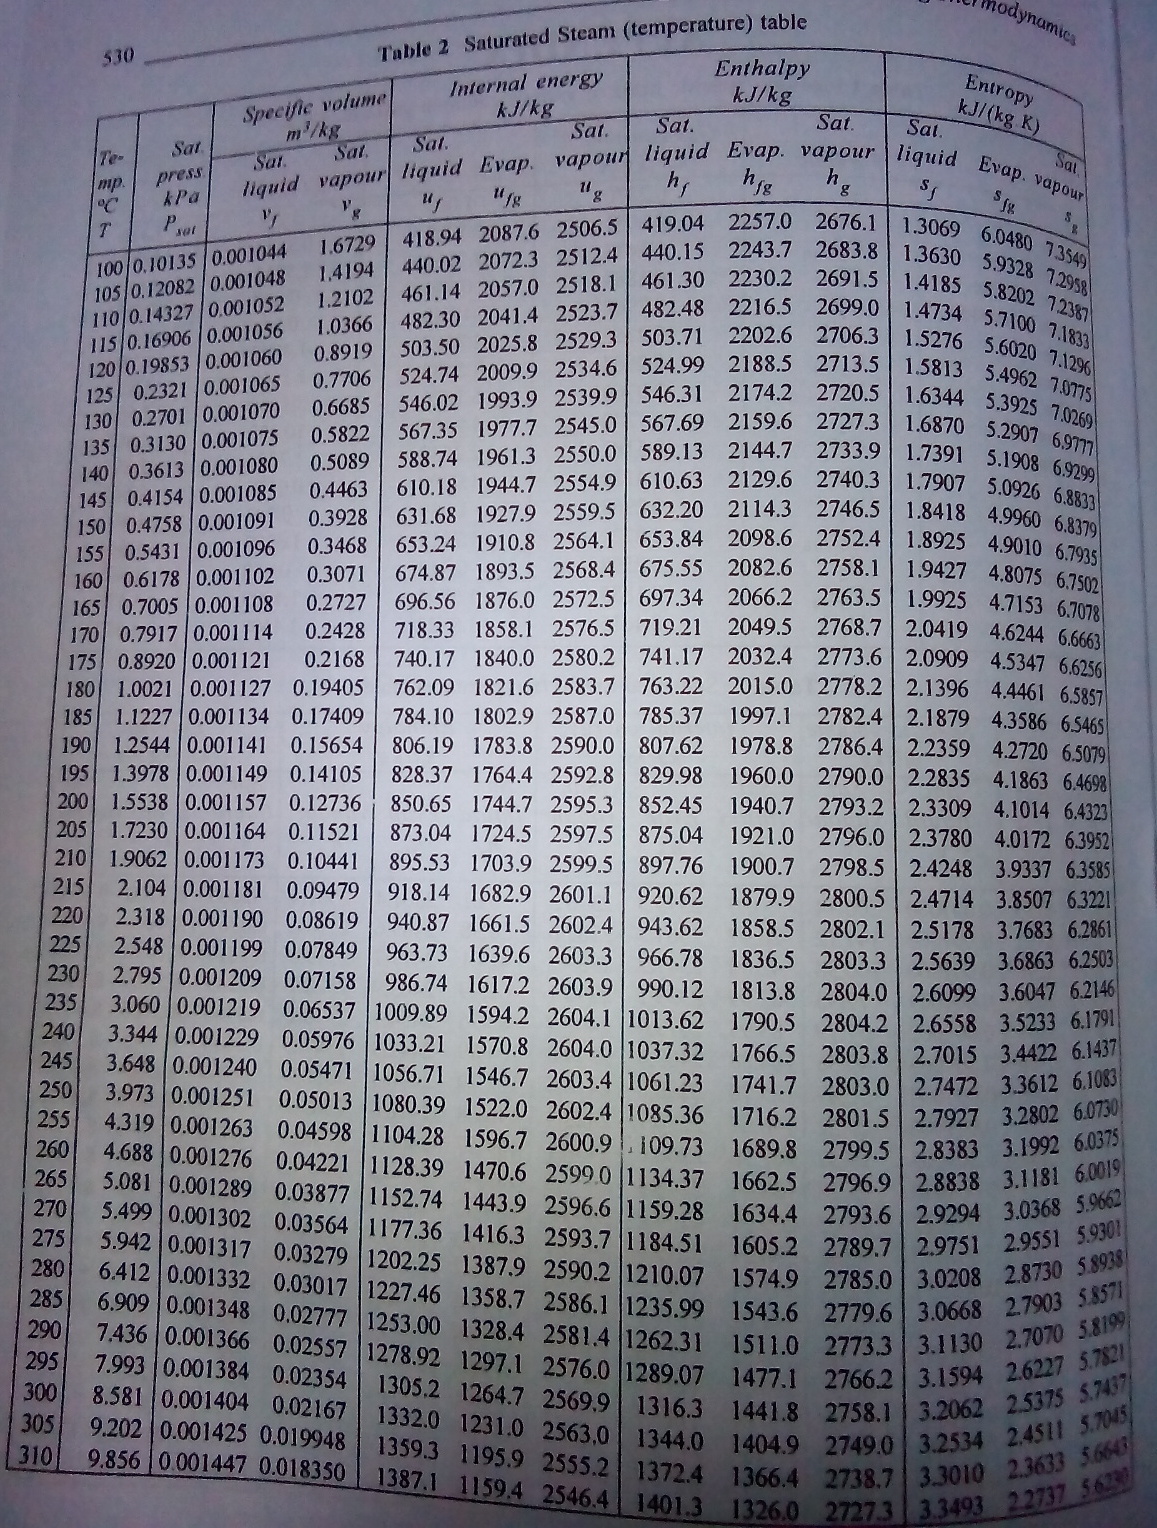 530
Table 2 Saturated Steam (temperature) table
modynamics
Specific volume m³/kg Internal energy kJ/kg Enthalpy kJ/kg Entropy kJ/(kg K)
Te-mp. °C T Sat. press. kPa P_sat Sat. liquid v_f Sat. vapour v_g Sat. liquid u_f Evap. u_fg Sat. vapour u_g Sat. liquid h_f Evap. h_fg Sat. vapour h_g Sat. liquid s_f Evap. s_fg Sat. vapour s_g
100 0.10135 0.001044 1.6729 418.94 2087.6 2506.5 419.04 2257.0 2676.1 1.3069 6.0480 7.3549
105 0.12082 0.001048 1.4194 440.02 2072.3 2512.4 440.15 2243.7 2683.8 1.3630 5.9328 7.2958
110 0.14327 0.001052 1.2102 461.14 2057.0 2518.1 461.30 2230.2 2691.5 1.4185 5.8202 7.2387
115 0.16906 0.001056 1.0366 482.30 2041.4 2523.7 482.48 2216.5 2699.0 1.4734 5.7100 7.1833
120 0.19853 0.001060 0.8919 503.50 2025.8 2529.3 503.71 2202.6 2706.3 1.5276 5.6020 7.1296
125 0.2321 0.001065 0.7706 524.74 2009.9 2534.6 524.99 2188.5 2713.5 1.5813 5.4962 7.0775
130 0.2701 0.001070 0.6685 546.02 1993.9 2539.9 546.31 2174.2 2720.5 1.6344 5.3925 7.0269
135 0.3130 0.001075 0.5822 567.35 1977.7 2545.0 567.69 2159.6 2727.3 1.6870 5.2907 6.9777
140 0.3613 0.001080 0.5089 588.74 1961.3 2550.0 589.13 2144.7 2733.9 1.7391 5.1908 6.9299
145 0.4154 0.001085 0.4463 610.18 1944.7 2554.9 610.63 2129.6 2740.3 1.7907 5.0926 6.8833
150 0.4758 0.001091 0.3928 631.68 1927.9 2559.5 632.20 2114.3 2746.5 1.8418 4.9960 6.8379
155 0.5431 0.001096 0.3468 653.24 1910.8 2564.1 653.84 2098.6 2752.4 1.8925 4.9010 6.7935
160 0.6178 0.001102 0.3071 674.87 1893.5 2568.4 675.55 2082.6 2758.1 1.9427 4.8075 6.7502
165 0.7005 0.001108 0.2727 696.56 1876.0 2572.5 697.34 2066.2 2763.5 1.9925 4.7153 6.7078
170 0.7917 0.001114 0.2428 718.33 1858.1 2576.5 719.21 2049.5 2768.7 2.0419 4.6244 6.6663
175 0.8920 0.001121 0.2168 740.17 1840.0 2580.2 741.17 2032.4 2773.6 2.0909 4.5347 6.6256
180 1.0021 0.001127 0.19405 762.09 1821.6 2583.7 763.22 2015.0 2778.2 2.1396 4.4461 6.5857
185 1.1227 0.001134 0.17409 784.10 1802.9 2587.0 785.37 1997.1 2782.4 2.1879 4.3586 6.5465
190 1.2544 0.001141 0.15654 806.19 1783.8 2590.0 807.62 1978.8 2786.4 2.2359 4.2720 6.5079
195 1.3978 0.001149 0.14105 828.37 1764.4 2592.8 829.98 1960.0 2790.0 2.2835 4.1863 6.4698
200 1.5538 0.001157 0.12736 850.65 1744.7 2595.3 852.45 1940.7 2793.2 2.3309 4.1014 6.4323
205 1.7230 0.001164 0.11521 873.04 1724.5 2597.5 875.04 1921.0 2796.0 2.3780 4.0172 6.3952
210 1.9062 0.001173 0.10441 895.53 1703.9 2599.5 897.76 1900.7 2798.5 2.4248 3.9337 6.3585
215 2.104 0.001181 0.09479 918.14 1682.9 2601.1 920.62 1879.9 2800.5 2.4714 3.8507 6.3221
220 2.318 0.001190 0.08619 940.87 1661.5 2602.4 943.62 1858.5 2802.1 2.5178 3.7683 6.2861
225 2.548 0.001199 0.07849 963.73 1639.6 2603.3 966.78 1836.5 2803.3 2.5639 3.6863 6.2503
230 2.795 0.001209 0.07158 986.74 1617.2 2603.9 990.12 1813.8 2804.0 2.6099 3.6047 6.2146
235 3.060 0.001219 0.06537 1009.89 1594.2 2604.1 1013.62 1790.5 2804.2 2.6558 3.5233 6.1791
240 3.344 0.001229 0.05976 1033.21 1570.8 2604.0 1037.32 1766.5 2803.8 2.7015 3.4422 6.1437
245 3.648 0.001240 0.05471 1056.71 1546.7 2603.4 1061.23 1741.7 2803.0 2.7472 3.3612 6.1083
250 3.973 0.001251 0.05013 1080.39 1522.0 2602.4 1085.36 1716.2 2801.5 2.7927 3.2802 6.0730
255 4.319 0.001263 0.04598 1104.28 1596.7 2600.9 109.73 1689.8 2799.5 2.8383 3.1992 6.0375
260 4.688 0.001276 0.04221 1128.39 1470.6 2599.0 1134.37 1662.5 2796.9 2.8838 3.1181 6.0019
265 5.081 0.001289 0.03877 1152.74 1443.9 2596.6 1159.28 1634.4 2793.6 2.9294 3.0368 5.9662
270 5.499 0.001302 0.03564 1177.36 1416.3 2593.7 1184.51 1605.2 2789.7 2.9751 2.9551 5.9301
275 5.942 0.001317 0.03279 1202.25 1387.9 2590.2 1210.07 1574.9 2785.0 3.0208 2.8730 5.8938
280 6.412 0.001332 0.03017 1227.46 1358.7 2586.1 1235.99 1543.6 2779.6 3.0668 2.7903 5.8571
285 6.909 0.001348 0.02777 1253.00 1328.4 2581.4 1262.31 1511.0 2773.3 3.1130 2.7070 5.8199
290 7.436 0.001366 0.02557 1278.92 1297.1 2576.0 1289.07 1477.1 2766.2 3.1594 2.6227 5.7821
295 7.993 0.001384 0.02354 1305.2 1264.7 2569.9 1316.3 1441.8 2758.1 3.2062 2.5375 5.7437
300 8.581 0.001404 0.02167 1332.0 1231.0 2563.0 1344.0 1404.9 2749.0 3.2534 2.4511 5.7045
305 9.202 0.001425 0.019948 1359.3 1195.9 2555.2 1372.4 1366.4 2738.7 3.3010 2.3633 5.6643
310 9.856 0.001447 0.018350 1387.1 1159.4 2546.4 1401.3 1326.0 2727.3 3.3493 2.2737 5.6230